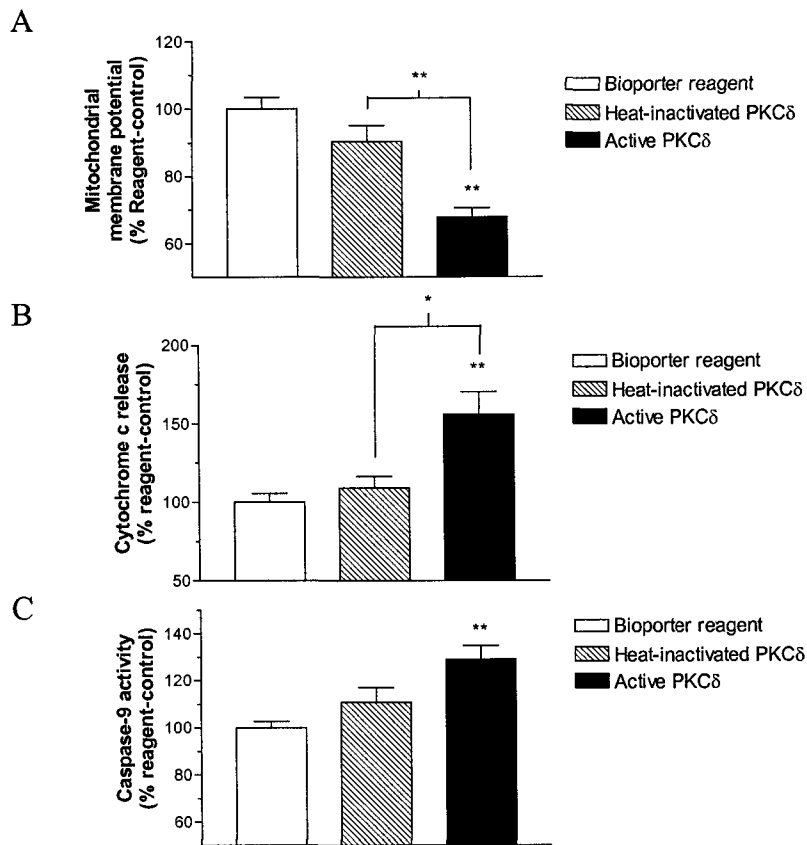 A
Mitochondrial
membrane potential
(% Reagent-control)
120
100
80
60
**
**
Bioporter reagent
Heat-inactivated PKCδ
Active PKCδ
B
Cytochrome c release
(% reagent-control)
200
150
100
50
*
**
Bioporter reagent
Heat-inactivated PKCδ
Active PKCδ
C
Caspase-9 activity
(% reagent-control)
140
120
100
80
60
**
Bioporter reagent
Heat-inactivated PKCδ
Active PKCδ